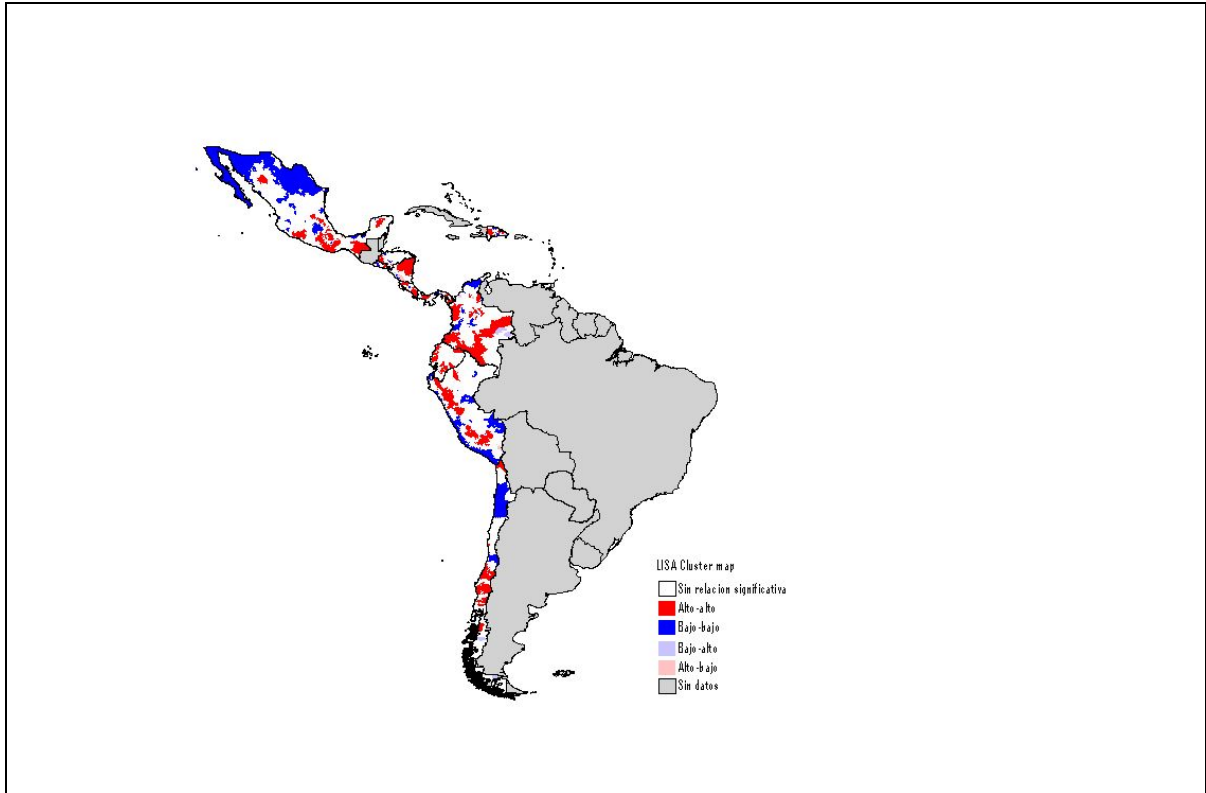 LISA Cluster map
Sin relacion significativa
Alto-alto
Bajo-bajo
Bajo-alto
Alto-bajo
Sin datos